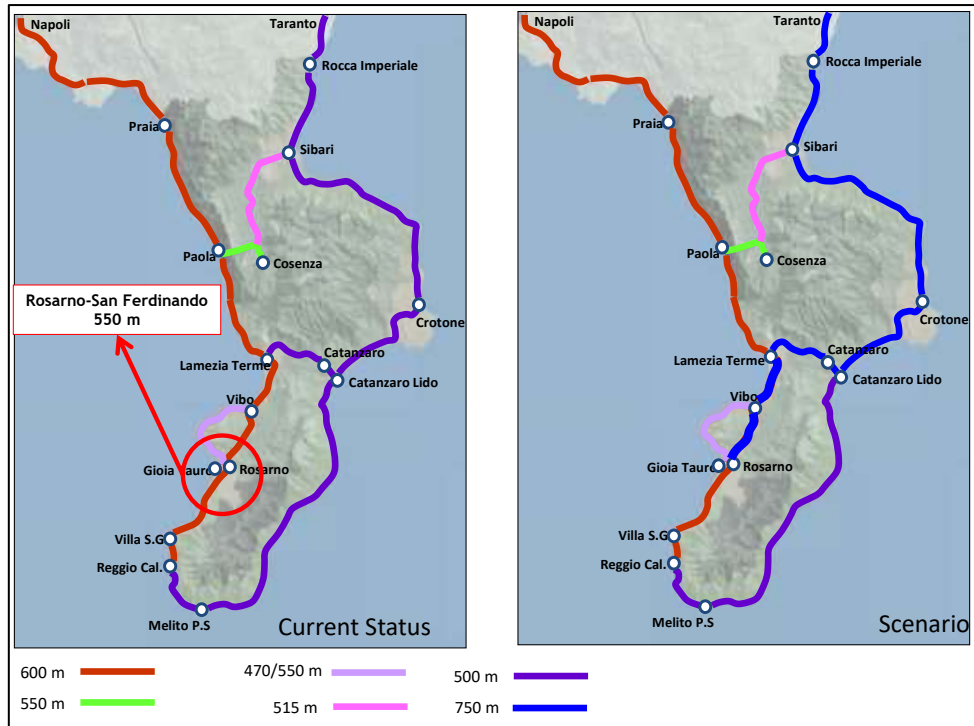 Napoli
Taranto
Rocca Imperiale
Praia
Sibari
Paola
Cosenza
Rosarno-San Ferdinando
550 m
Crotone
Lamezia Terme
Catanzaro
Catanzaro Lido
Vibo
Gioia Tauro
Rosarno
Villa S.G
Reggio Cal.
Melito P.S
Current Status
Napoli
Taranto
Rocca Imperiale
Praia
Sibari
Paola
Cosenza
Crotone
Lamezia Terme
Catanzaro
Catanzaro Lido
Vibo
Gioia Tauro
Rosarno
Villa S.G
Reggio Cal.
Melito P.S
Scenario
600 m
470/550 m
500 m
550 m
515 m
750 m